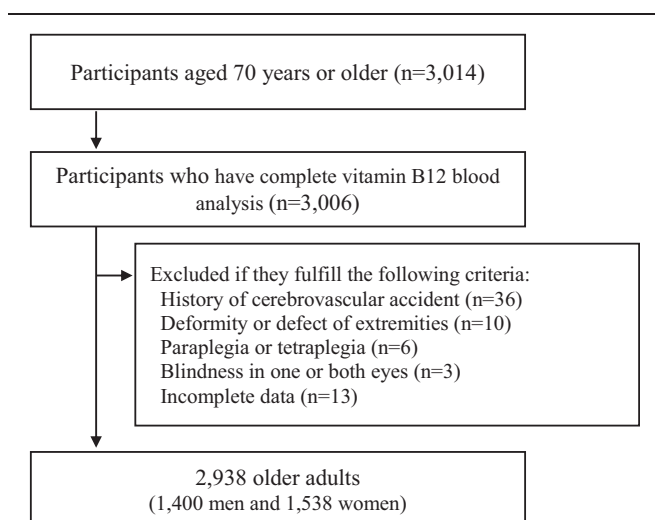 Participants aged 70 years or older (n=3,014)
Participants who have complete vitamin B12 blood
analysis (n=3,006)
Excluded if they fulfill the following criteria:
History of cerebrovascular accident (n=36)
Deformity or defect of extremities (n=10)
Paraplegia or tetraplegia (n=6)
Blindness in one or both eyes (n=3)
Incomplete data (n=13)
2,938 older adults
(1,400 men and 1,538 women)